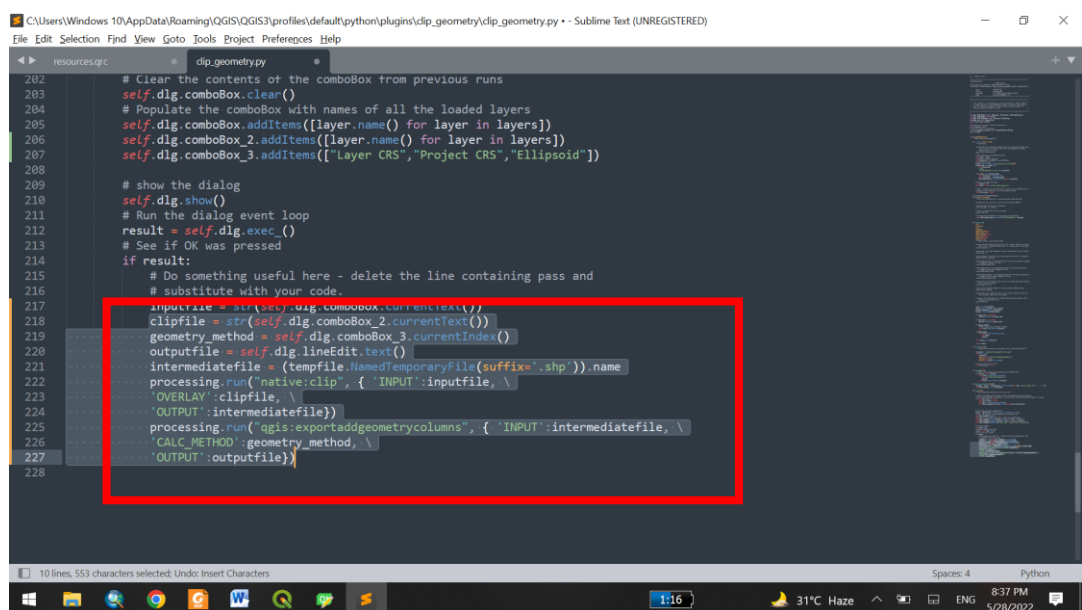 C:\Users\Windows 10\AppData\Roaming\QGIS\QGIS3\profiles\default\python\plugins\clip_geometry\clip_geometry.py • - Sublime Text (UNREGISTERED)
File Edit Selection Find View Goto Tools Project Preferences Help
resources.qrc clip_geometry.py
202 # Clear the contents of the comboBox from previous runs
203 self.dlg.comboBox.clear()
204 # Populate the comboBox with names of all the loaded layers
205 self.dlg.comboBox.addItems([layer.name() for layer in layers])
206 self.dlg.comboBox_2.addItems([layer.name() for layer in layers])
207 self.dlg.comboBox_3.addItems(["Layer CRS","Project CRS","Ellipsoid"])
208
209 # show the dialog
210 self.dlg.show()
211 # Run the dialog event loop
212 result = self.dlg.exec_()
213 # See if OK was pressed
214 if result:
215 # Do something useful here - delete the line containing pass and
216 # substitute with your code.
217 inputfile = str(self.dlg.comboBox.currentText())
218 clipfile = str(self.dlg.comboBox_2.currentText())
219 geometry_method = self.dlg.comboBox_3.currentIndex()
220 outputfile = self.dlg.lineEdit.text()
221 intermediatefile = (tempfile.NamedTemporaryFile(suffix='.shp')).name
222 processing.run("native:clip", { 'INPUT':inputfile, \
223 'OVERLAY':clipfile, \
224 'OUTPUT':intermediatefile})
225 processing.run("qgis:exportaddgeometrycolumns", { 'INPUT':intermediatefile, \
226 'CALC_METHOD':geometry_method, \
227 'OUTPUT':outputfile})
228
10 lines, 553 characters selected; Undo: Insert Characters Spaces: 4 Python
1:16 31°C Haze ENG 8:37 PM
5/28/2022